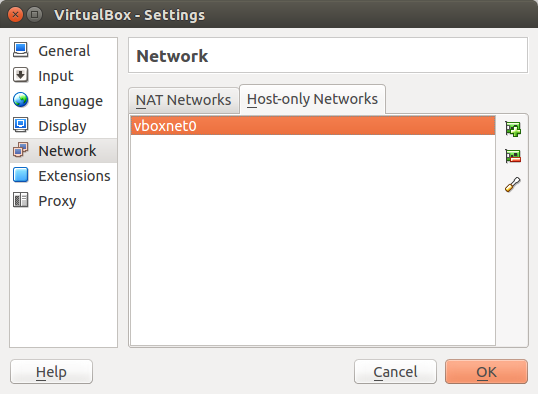 VirtualBox - Settings
General
Input
Language
Display
Network
Extensions
Proxy
Network
NAT Networks
Host-only Networks
vboxnet0
Help
Cancel
OK